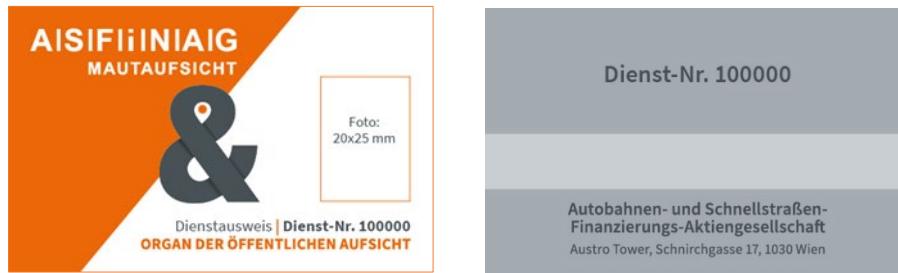 A|S|F|i|N|A|G
MAUTAUFSICHT
&
Foto:
20x25 mm
Dienstausweis | Dienst-Nr. 100000
ORGAN DER ÖFFENTLICHEN AUFSICHT
Dienst-Nr. 100000
Autobahnen- und Schnellstraßen-
Finanzierungs-Aktiengesellschaft
Austro Tower, Schnirchgasse 17, 1030 Wien